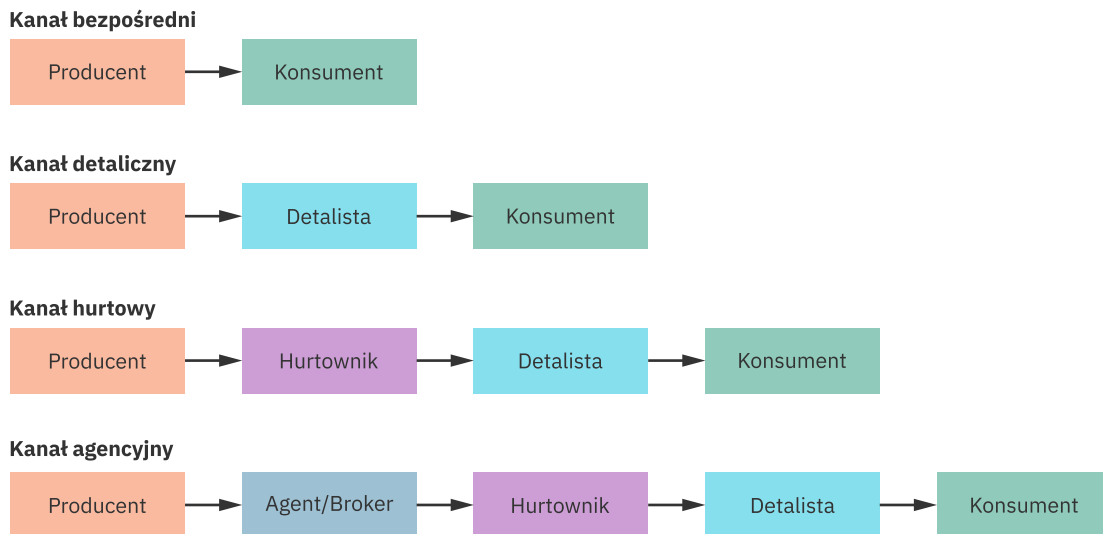 Kanał bezpośredni
Producent Konsument
Kanał detaliczny
Producent Detalista Konsument
Kanał hurtowy
Producent Hurtownik Detalista Konsument
Kanał agencyjny
Producent Agent/Broker Hurtownik Detalista Konsument